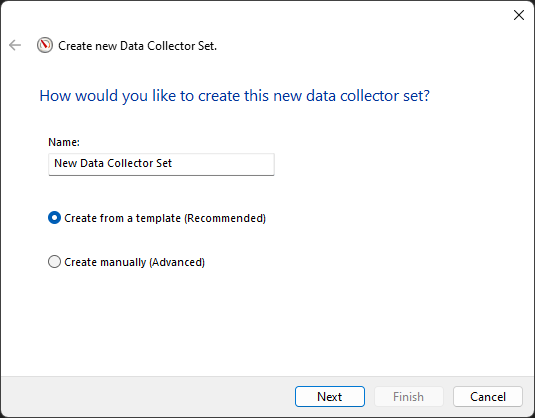 Create new Data Collector Set.
How would you like to create this new data collector set?
Name:
New Data Collector Set
Create from a template (Recommended)
Create manually (Advanced)
Next
Finish
Cancel